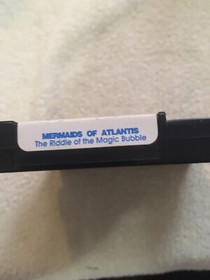 MERMAIDS OF ATLANTIS
The Riddle of the Magic Bubble